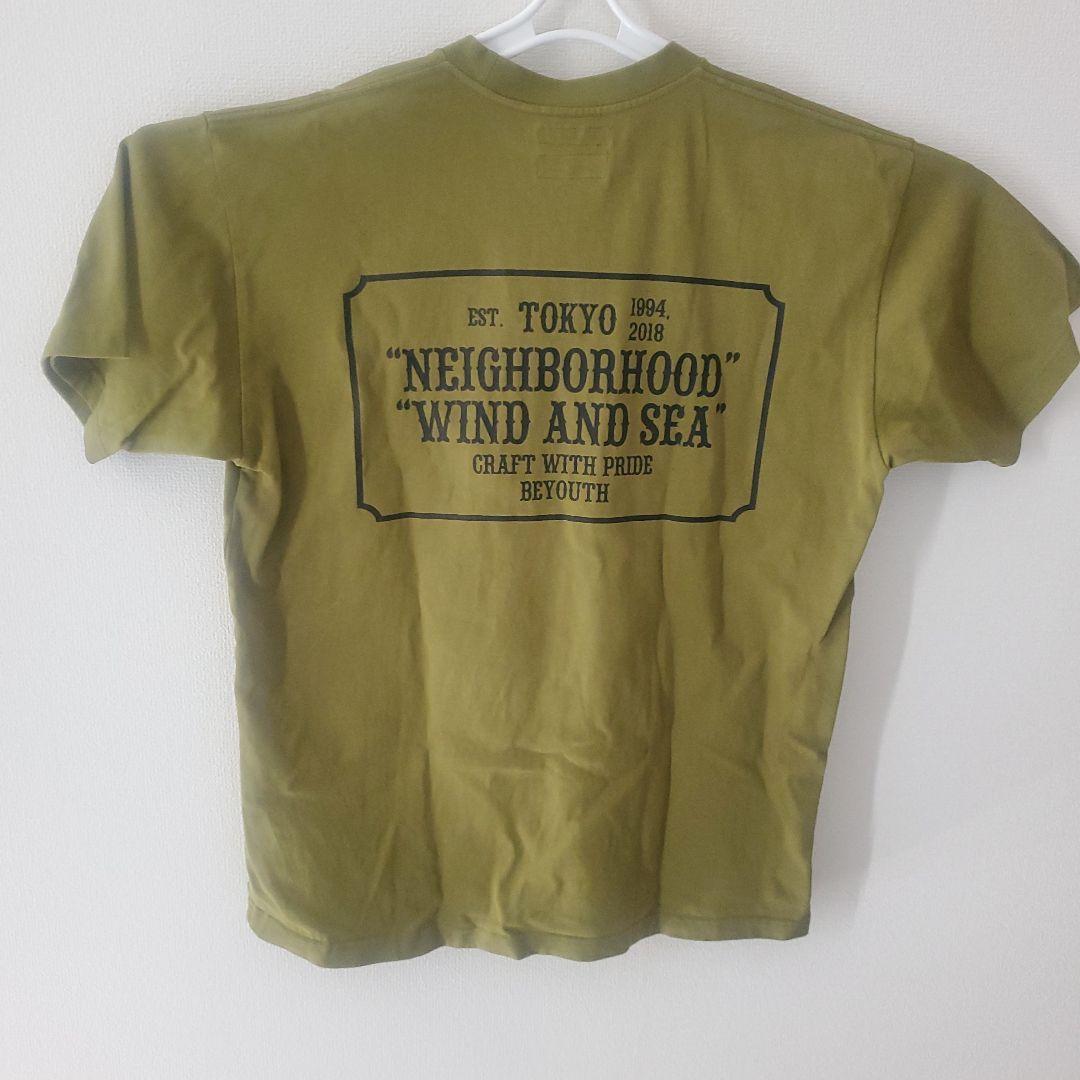 EST. TOKYO 1994, 2018
“NEIGHBORHOOD”
“WIND AND SEA”
CRAFT WITH PRIDE
BEYOUTH